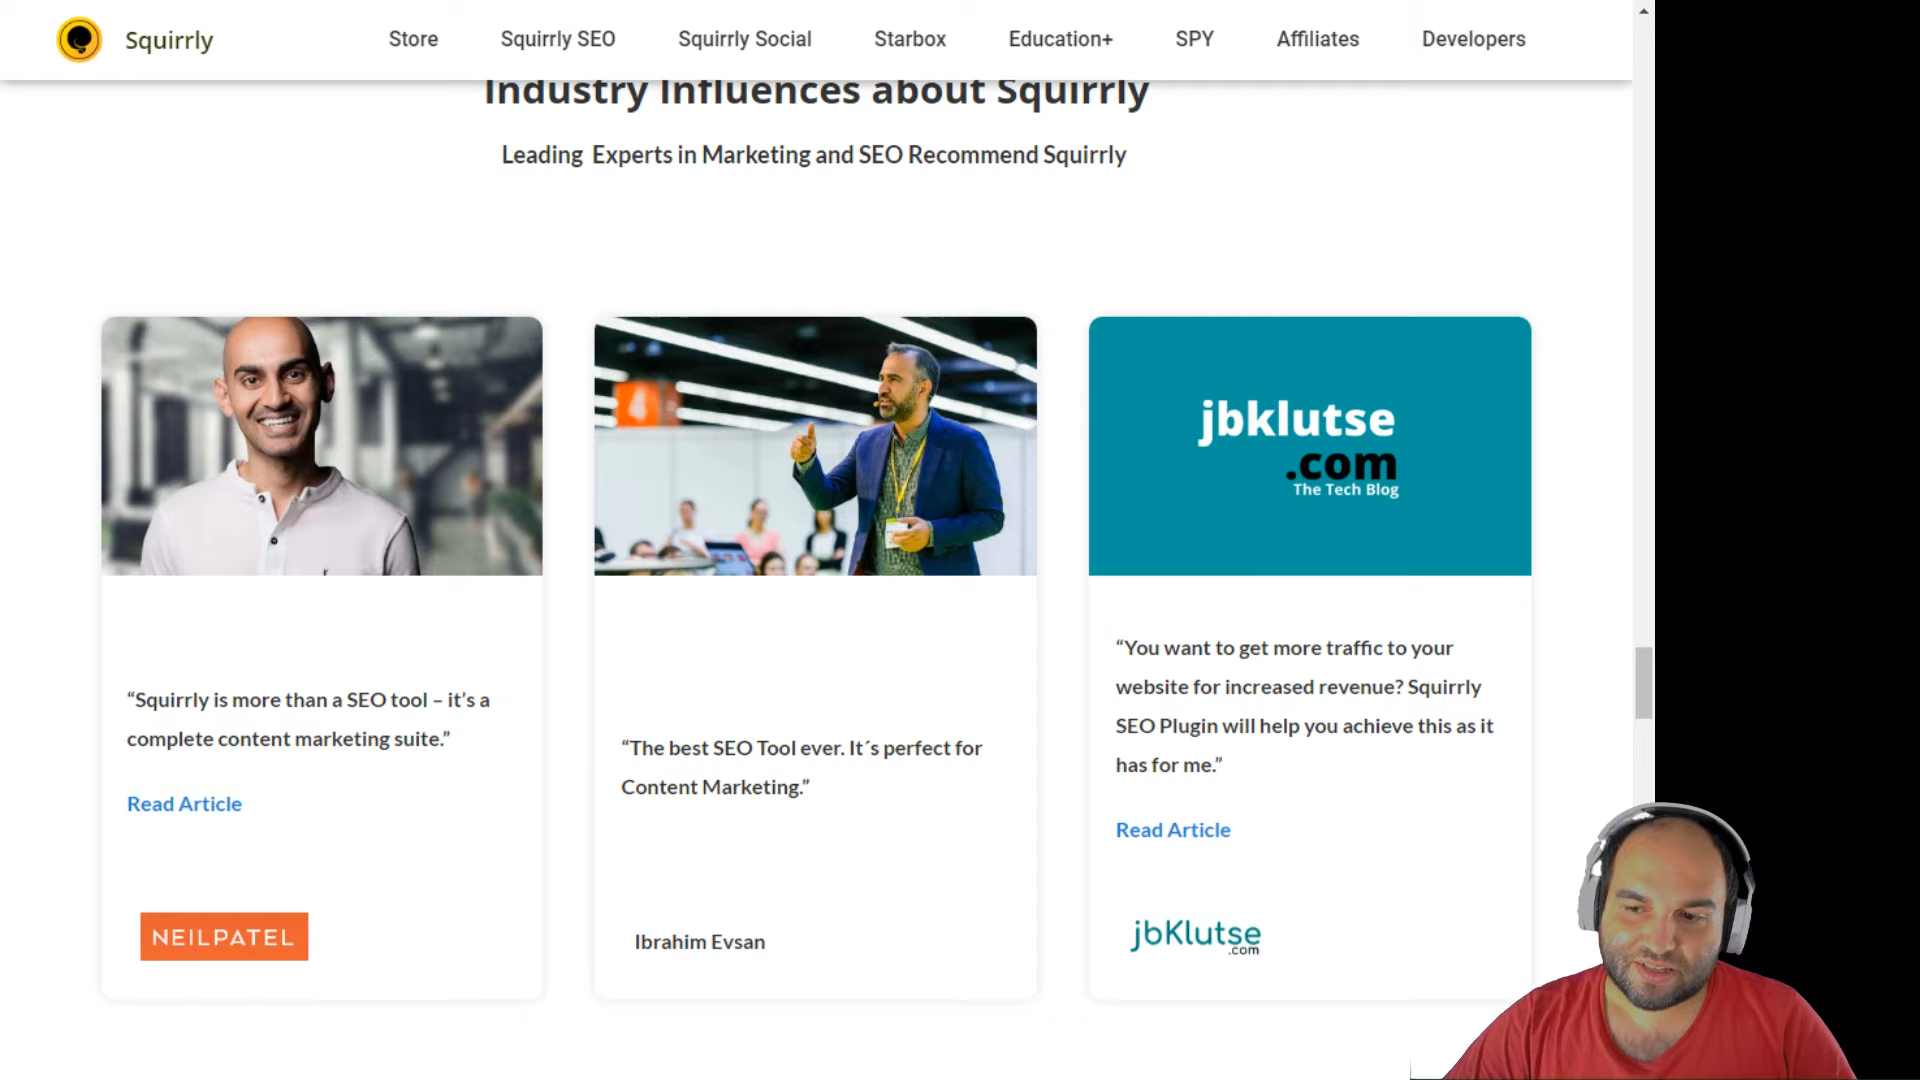 Squirrly
Store
Squirrly SEO
Squirrly Social
Starbox
Education+
SPY
Affiliates
Developers
Industry Influences about Squirrly
Leading Experts in Marketing and SEO Recommend Squirrly
4
jbklutse
.com
The Tech Blog
“Squirrly is more than a SEO tool – it’s a
complete content marketing suite.”
Read Article
NEILPATEL
“The best SEO Tool ever. It´s perfect for
Content Marketing.”
Ibrahim Evsan
“You want to get more traffic to your
website for increased revenue? Squirrly
SEO Plugin will help you achieve this as it
has for me.”
Read Article
jbKlutse
.com